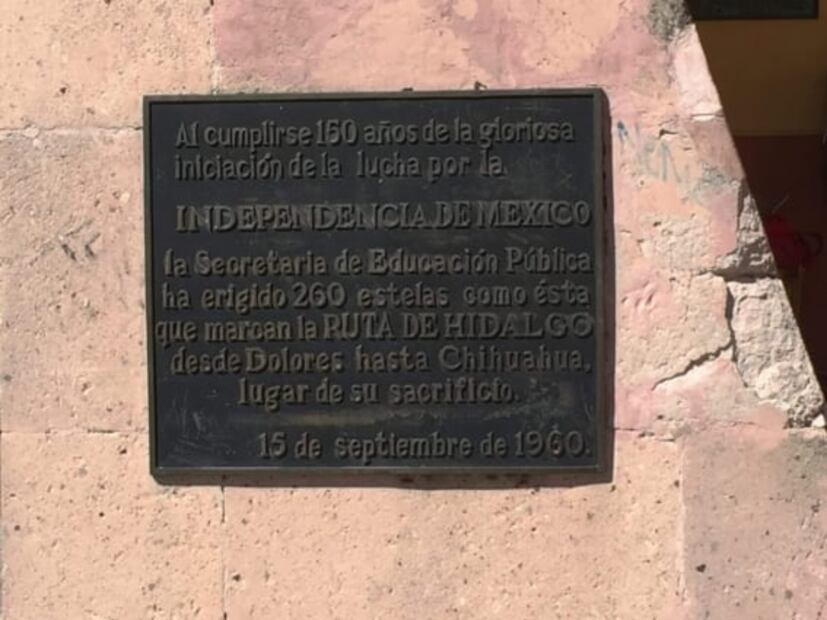 Al cumplirse 150 años de la gloriosa
iniciación de la lucha por la
INDEPENDENCIA DE MEXICO
la Secretaria de Educación Pública
ha erigido 260 estelas como ésta
que marcan la RUTA DE HIDALGO
desde Dolores hasta Chihuahua,
lugar de su sacrificio.
15 de septiembre de 1960.